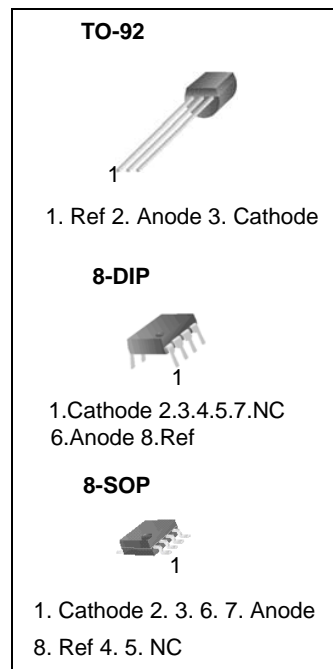 TO-92
1
1. Ref 2. Anode 3. Cathode
8-DIP
1
1.Cathode 2.3.4.5.7.NC
6.Anode 8.Ref
8-SOP
1
1. Cathode 2. 3. 6. 7. Anode
8. Ref 4. 5. NC